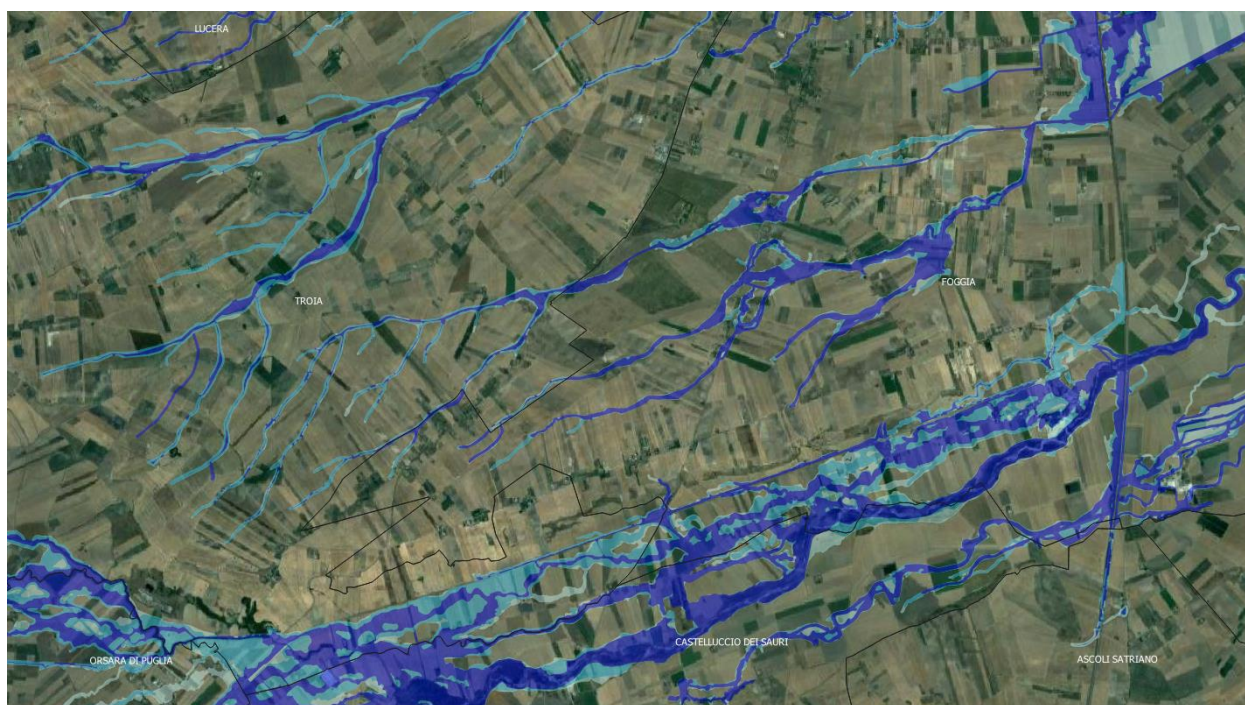 LUCERA
TROIA
FOGGIA
CASTELLUCCIO DEI SAURI
ORSARA DI PUGLIA
ASCOLI SATRIANO